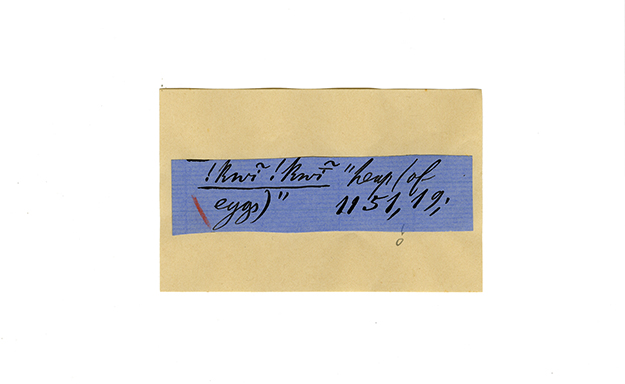 !kwĩ !kwĩ "heap (of
eggs)" 1151, 19,